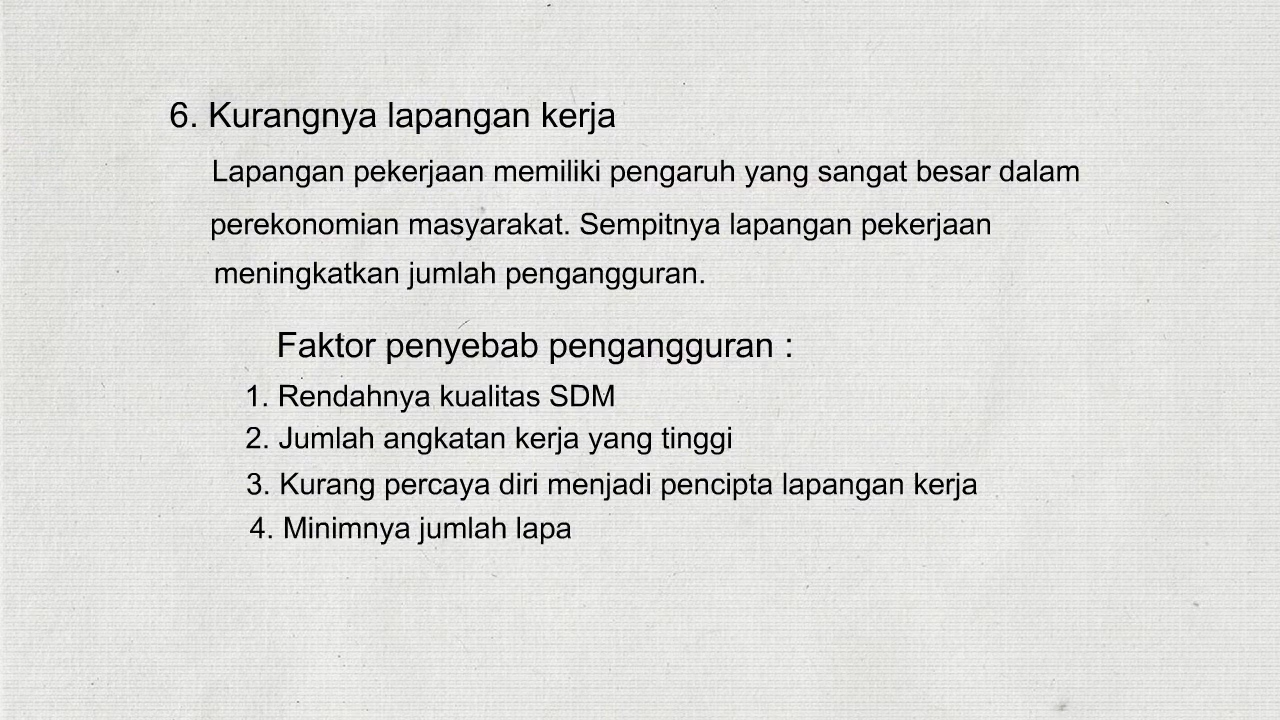 6. Kurangnya lapangan kerja
Lapangan pekerjaan memiliki pengaruh yang sangat besar dalam
perekonomian masyarakat. Sempitnya lapangan pekerjaan
meningkatkan jumlah pengangguran.
Faktor penyebab pengangguran :
1. Rendahnya kualitas SDM
2. Jumlah angkatan kerja yang tinggi
3. Kurang percaya diri menjadi pencipta lapangan kerja
4. Minimnya jumlah lapa